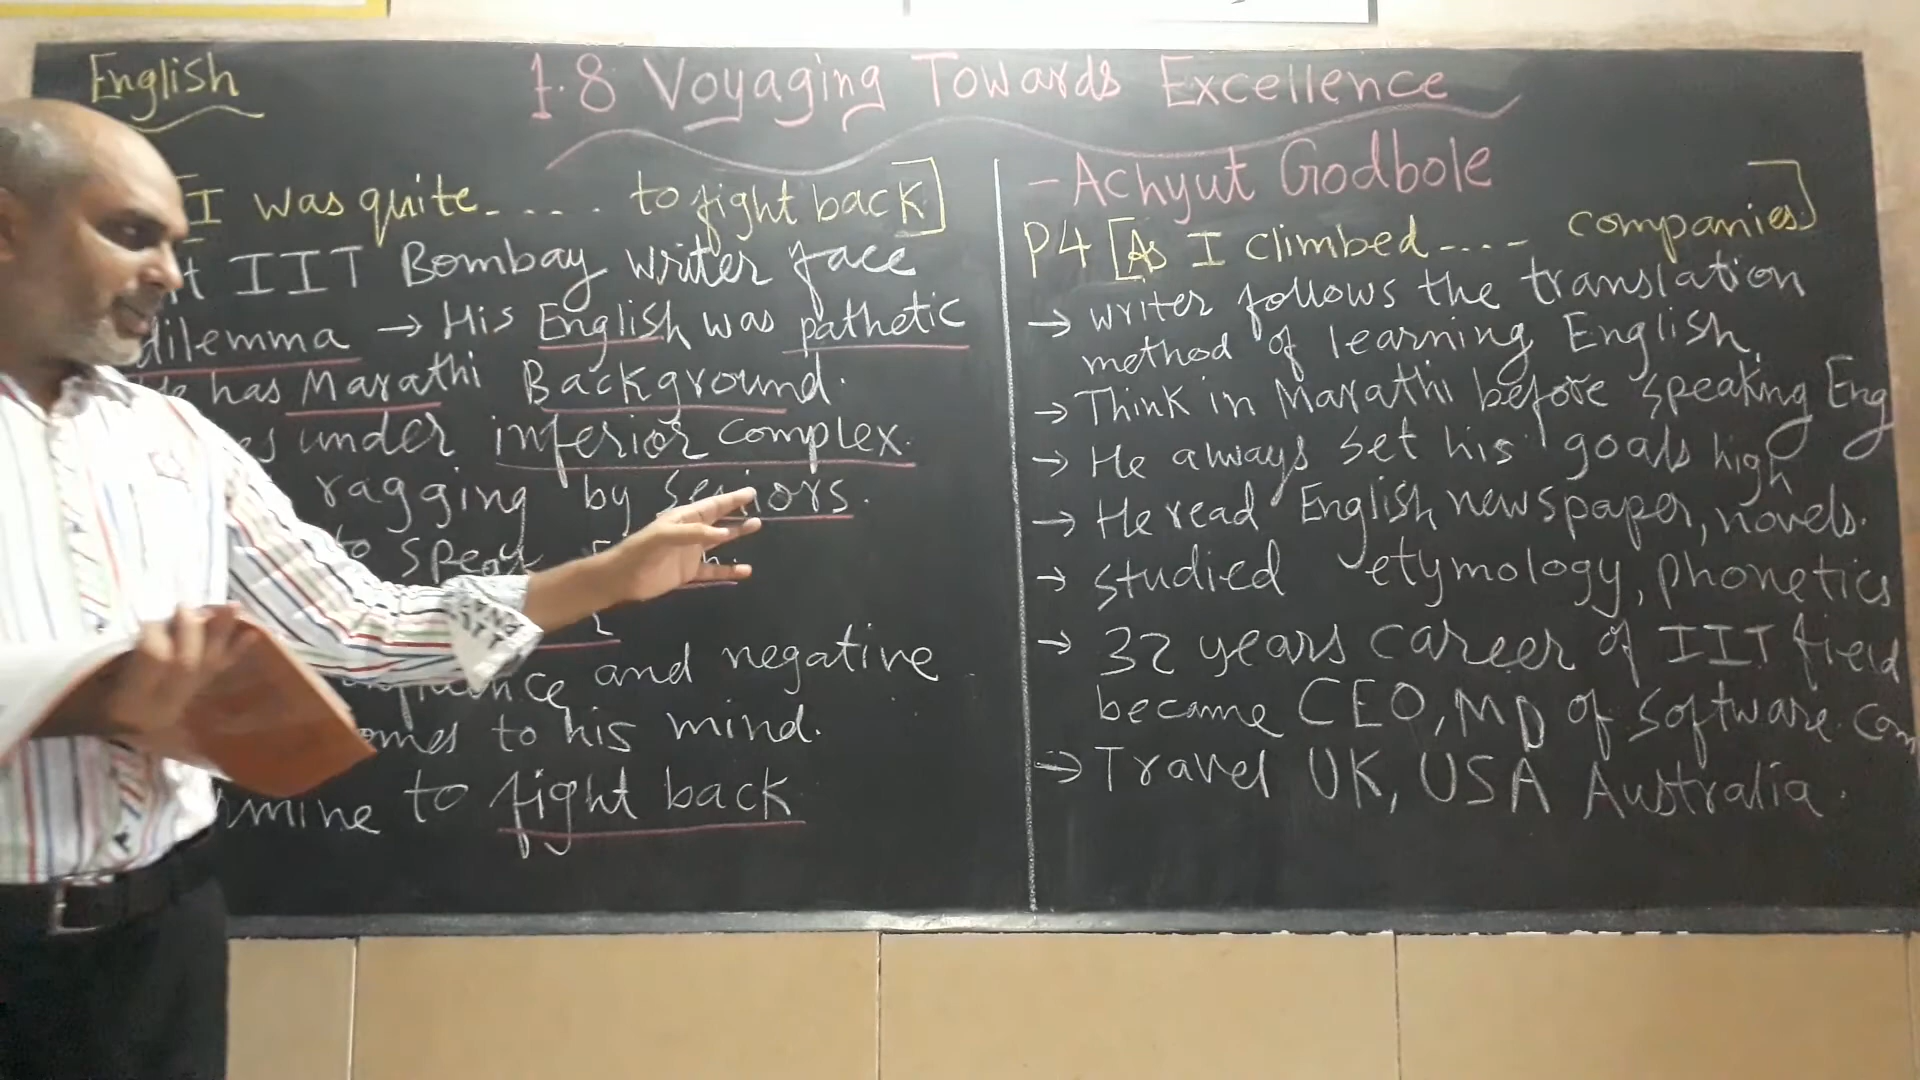 English
1.8 Voyaging Towards Excellence
- Achyut Godbole
I was quite..... to fight back]
IIT Bombay writer face
dilemma → His English was pathetic
has Marathi Background.
under inferior complex.
ragging by seniors.
to speak
and negative
to his mind.
to fight back
P4 [As I climbed.... companies]
→ writer follows the translation
method of learning English.
→ Think in Marathi before speaking Eng
→ He always set his goals high
→ He read English newspaper, novels.
→ studied etymology, phonetics
→ 32 years career of IIT field
became CEO, MD of software. com
→ Travel UK, USA Australia.